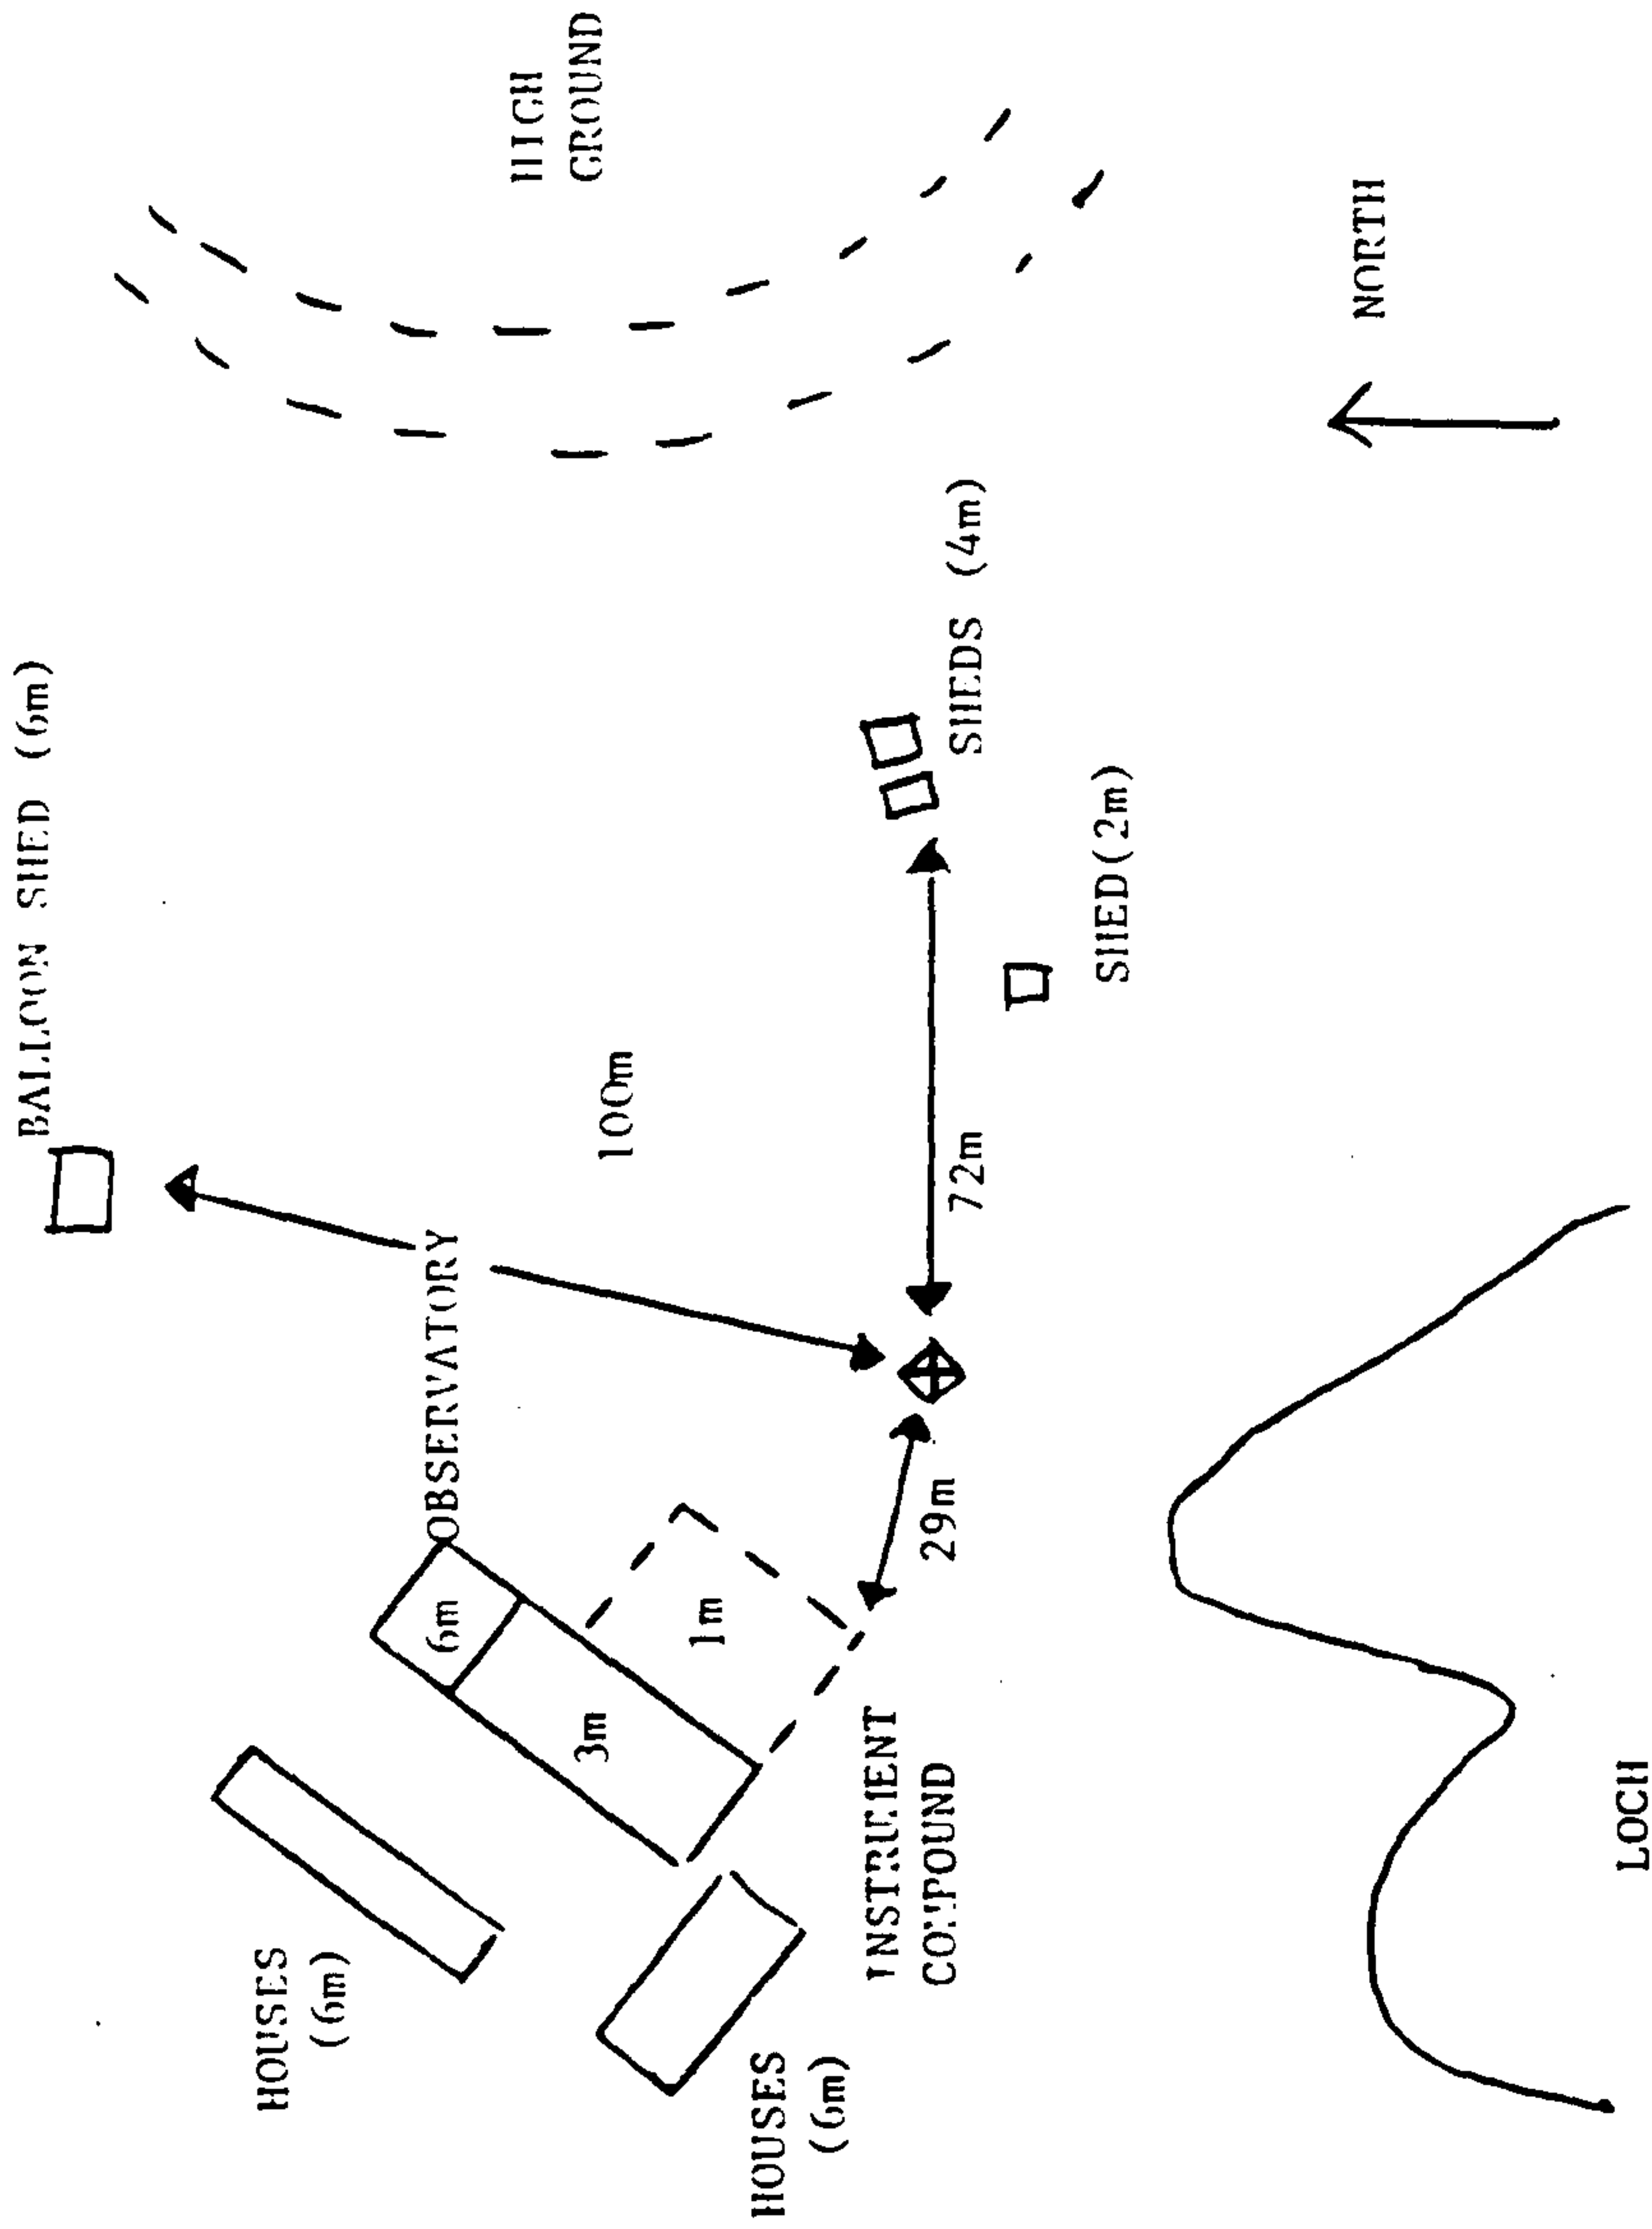 BALLOON SHED (6m)
HIGH
GROUND
HOUSES
(6m)
OBSERVATORY
6m
100m
3m
1m
HOUSES
(6m)
INSTRUMENT
COMPOUND
29m
72m
SHEDS (4m)
SHED(2m)
NORTH
LOCH